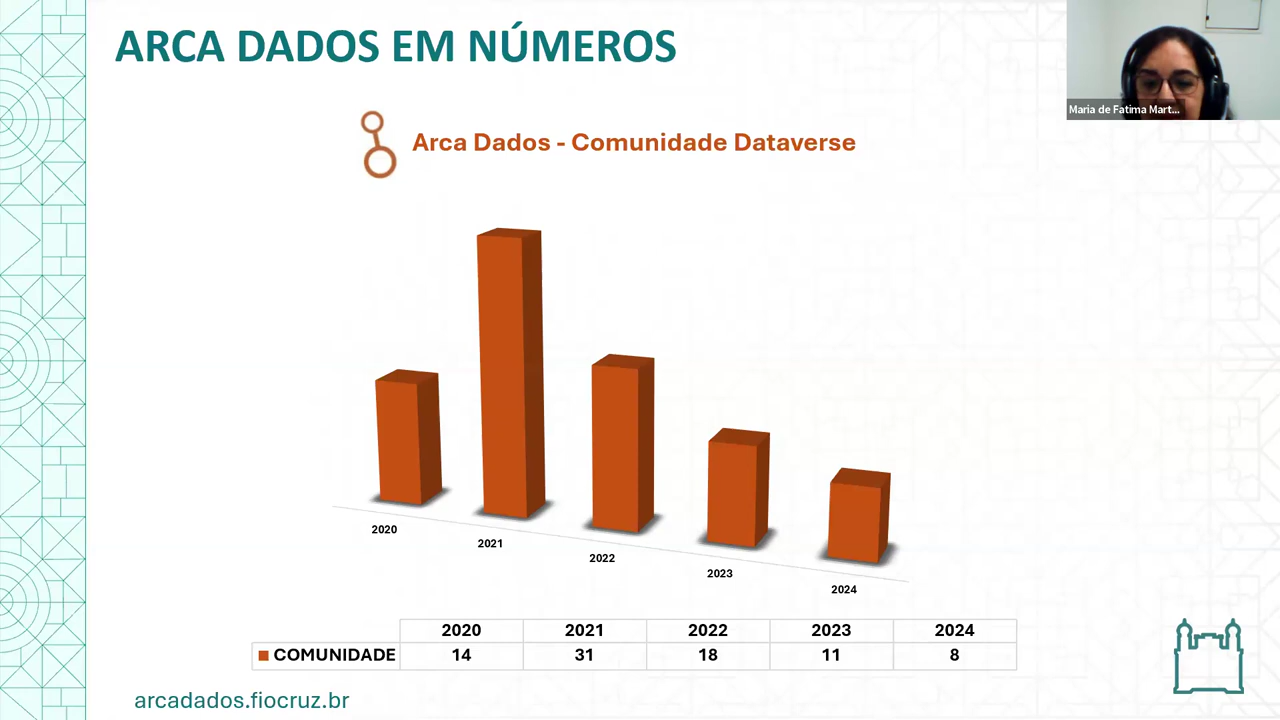 ARCA DADOS EM NÚMEROS
Maria de Fatima Mart...
Arca Dados - Comunidade Dataverse
2020
2021
2022
2023
2024
2020 2021 2022 2023 2024
COMUNIDADE 14 31 18 11 8
arcadados.fiocruz.br